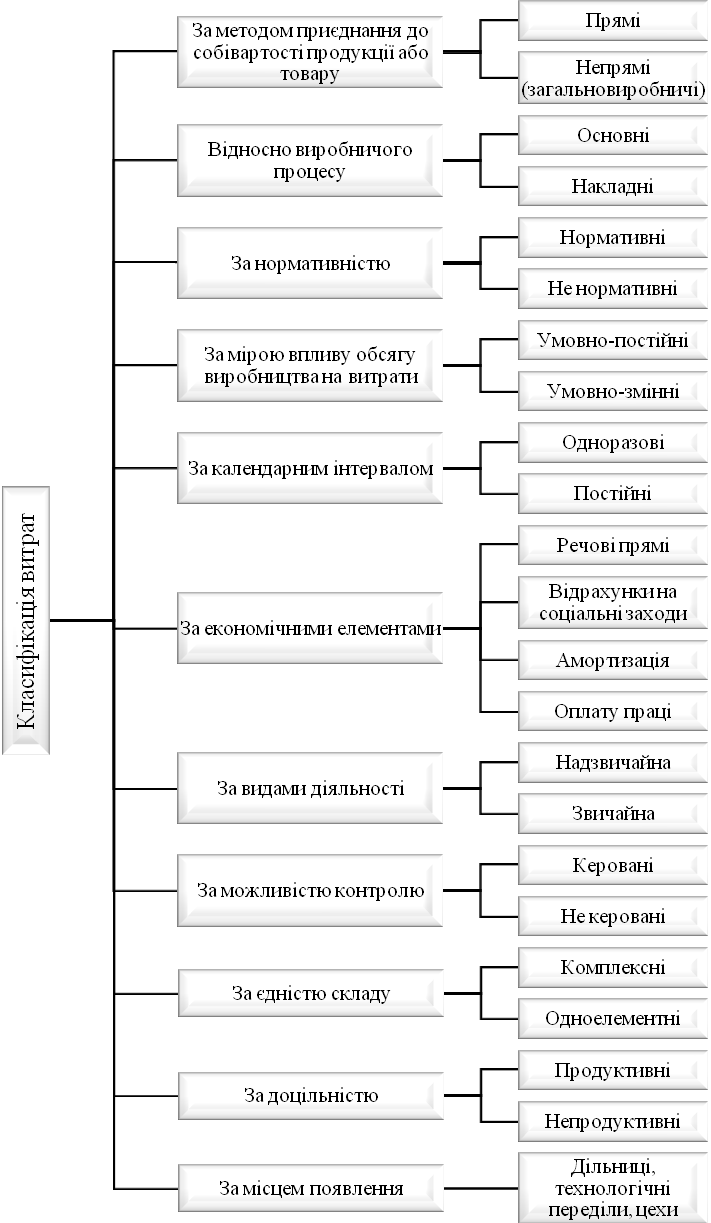 Класифікація витрат
За методом приєднання до
собівартості продукції або
товару
Прямі
Непрямі
(загальновиробничі)
Відносно виробничого
процесу
Основні
Накладні
За нормативністю
Нормативні
Не нормативні
За мірою впливу обсягу
виробництва на витрати
Умовно-постійні
Умовно-змінні
За календарним інтервалом
Одноразові
Постійні
За економічними елементами
Речові прямі
Відрахунки на
соціальні заходи
Амортизація
Оплату праці
За видами діяльності
Надзвичайна
Звичайна
За можливістю контролю
Керовані
Не керовані
За єдністю складу
Комплексні
Одноелементні
За доцільністю
Продуктивні
Непродуктивні
За місцем появлення
Дільниці,
технологічні
переділи, цехи